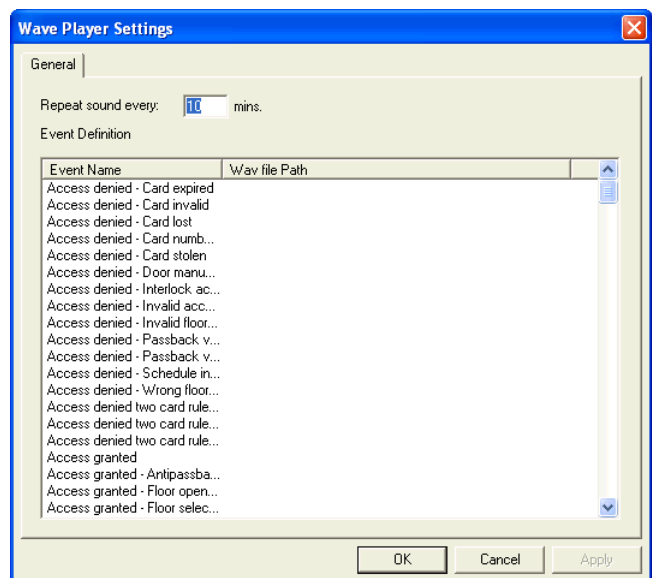 Wave Player Settings
General
Repeat sound every: 10 mins.
Event Definition
Event Name Wav file Path
Access denied - Card expired
Access denied - Card invalid
Access denied - Card lost
Access denied - Card numb...
Access denied - Card stolen
Access denied - Door manu...
Access denied - Interlock ac...
Access denied - Invalid acc...
Access denied - Invalid floor...
Access denied - Passback v...
Access denied - Passback v...
Access denied - Schedule in...
Access denied - Wrong floor...
Access denied two card rule...
Access denied two card rule...
Access denied two card rule...
Access granted
Access granted - Antipassba...
Access granted - Floor open...
Access granted - Floor selec...
OK Cancel Apply